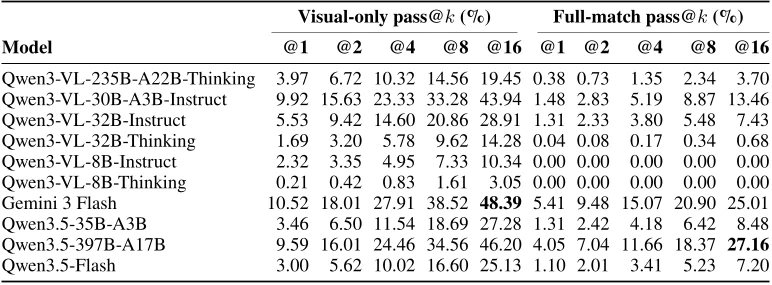 Visual-only pass@k (%) Full-match pass@k (%)
Model @1 @2 @4 @8 @16 @1 @2 @4 @8 @16
Qwen3-VL-235B-A22B-Thinking 3.97 6.72 10.32 14.56 19.45 0.38 0.73 1.35 2.34 3.70
Qwen3-VL-30B-A3B-Instruct 9.92 15.63 23.33 33.28 43.94 1.48 2.83 5.19 8.87 13.46
Qwen3-VL-32B-Instruct 5.53 9.42 14.60 20.86 28.91 1.31 2.33 3.80 5.48 7.43
Qwen3-VL-32B-Thinking 1.69 3.20 5.78 9.62 14.28 0.04 0.08 0.17 0.34 0.68
Qwen3-VL-8B-Instruct 2.32 3.35 4.95 7.33 10.34 0.00 0.00 0.00 0.00 0.00
Qwen3-VL-8B-Thinking 0.21 0.42 0.83 1.61 3.05 0.00 0.00 0.00 0.00 0.00
Gemini 3 Flash 10.52 18.01 27.91 38.52 48.39 5.41 9.48 15.07 20.90 25.01
Qwen3.5-35B-A3B 3.46 6.50 11.54 18.69 27.28 1.31 2.42 4.18 6.42 8.48
Qwen3.5-397B-A17B 9.59 16.01 24.46 34.56 46.20 4.05 7.04 11.66 18.37 27.16
Qwen3.5-Flash 3.00 5.62 10.02 16.60 25.13 1.10 2.01 3.41 5.23 7.20